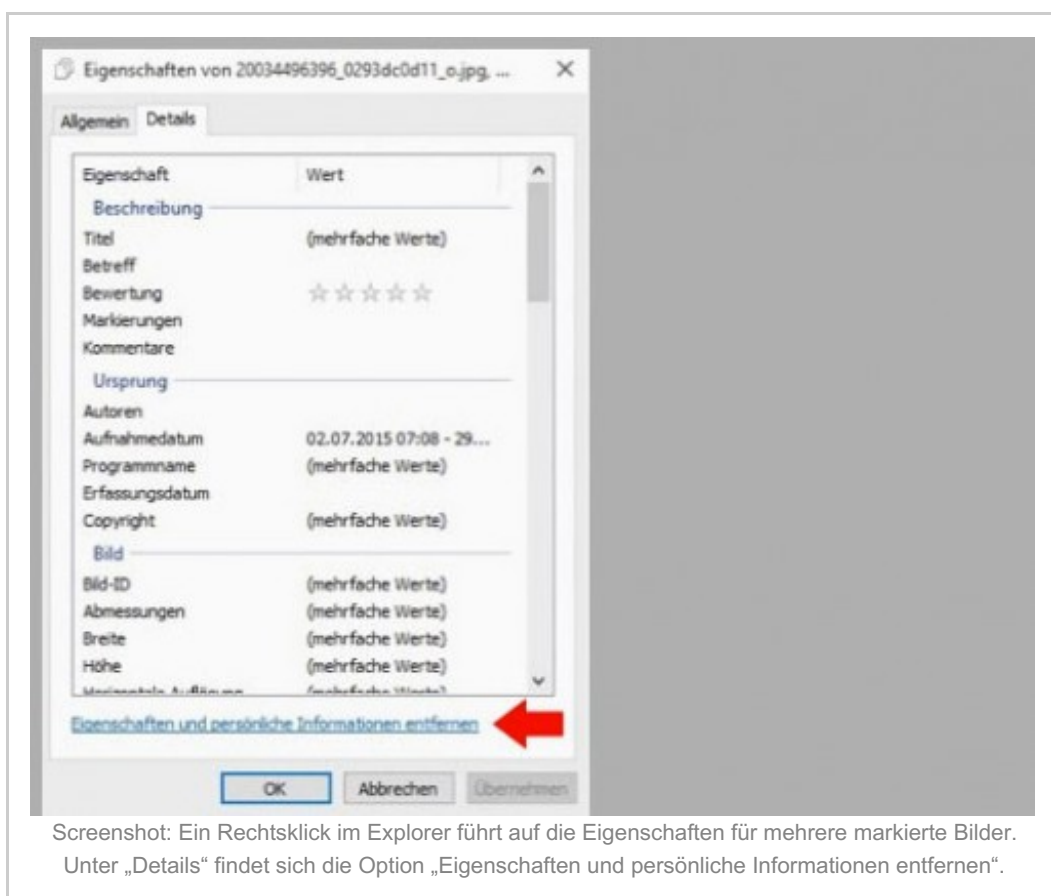 Eigenschaften von 20034496396_0293dc0d11_o.jpg, ...
Allgemein Details
Eigenschaft Wert
Beschreibung
Titel (mehrfache Werte)
Betreff
Bewertung
Markierungen
Kommentare
Ursprung
Autoren
Aufnahmedatum 02.07.2015 07:08 - 29...
Programmname (mehrfache Werte)
Erfassungsdatum
Copyright (mehrfache Werte)
Bild
Bild-ID (mehrfache Werte)
Abmessungen (mehrfache Werte)
Breite (mehrfache Werte)
Höhe (mehrfache Werte)
Horizontale Auflösung (mehrfache Werte)
Eigenschaften und persönliche Informationen entfernen
OK Abbrechen Übernehmen
Screenshot: Ein Rechtsklick im Explorer führt auf die Eigenschaften für mehrere markierte Bilder.
Unter „Details“ findet sich die Option „Eigenschaften und persönliche Informationen entfernen“.